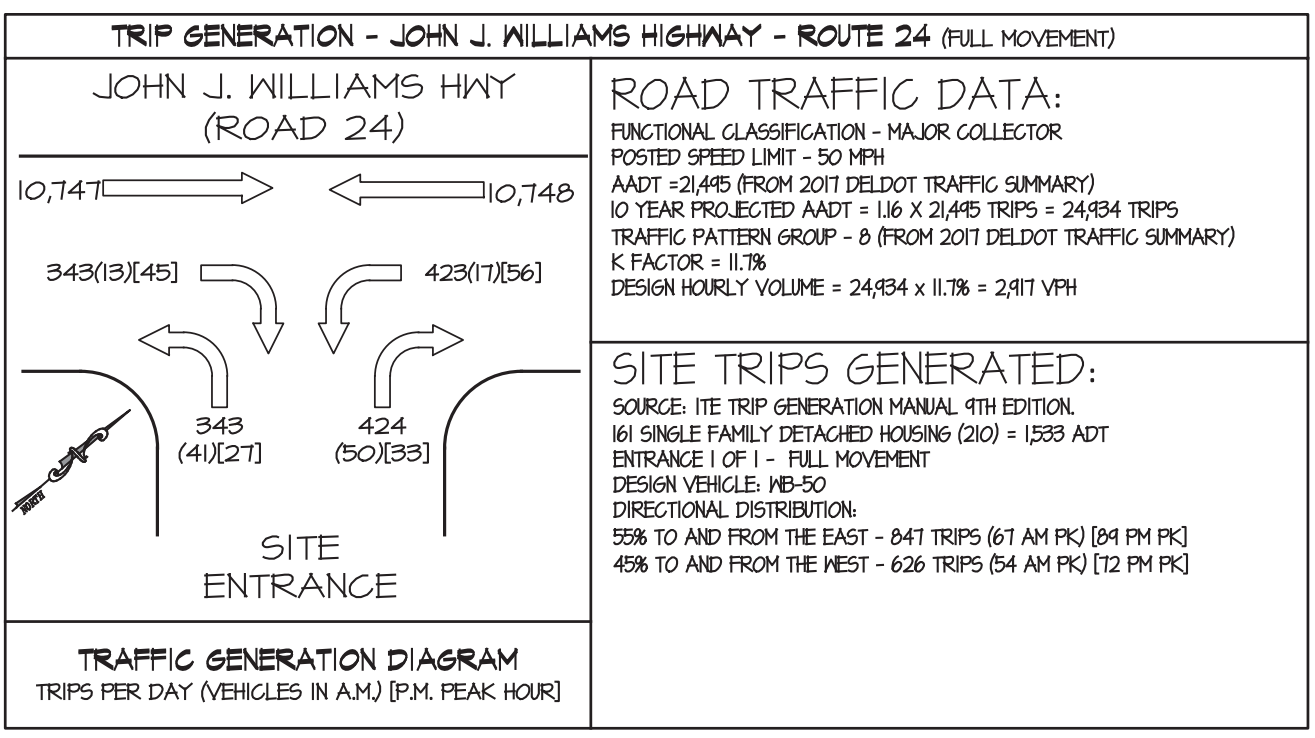 TRIP GENERATION - JOHN J. WILLIAMS HIGHWAY - ROUTE 24 (FULL MOVEMENT)
JOHN J. WILLIAMS HWY
(ROAD 24)
10,747
10,748
343(13)[45]
423(17)[56]
343
(41)[27]
424
(50)[33]
NORTH
SITE
ENTRANCE
TRAFFIC GENERATION DIAGRAM
TRIPS PER DAY (VEHICLES IN A.M.) [P.M. PEAK HOUR]
ROAD TRAFFIC DATA:
FUNCTIONAL CLASSIFICATION - MAJOR COLLECTOR
POSTED SPEED LIMIT - 50 MPH
AADT =21,495 (FROM 2017 DELDOT TRAFFIC SUMMARY)
10 YEAR PROJECTED AADT = 1.16 X 21,495 TRIPS = 24,934 TRIPS
TRAFFIC PATTERN GROUP - 8 (FROM 2017 DELDOT TRAFFIC SUMMARY)
K FACTOR = 11.7%
DESIGN HOURLY VOLUME = 24,934 x 11.7% = 2,917 VPH
SITE TRIPS GENERATED:
SOURCE: ITE TRIP GENERATION MANUAL 9TH EDITION.
161 SINGLE FAMILY DETACHED HOUSING (210) = 1,533 ADT
ENTRANCE 1 OF 1 - FULL MOVEMENT
DESIGN VEHICLE: WB-50
DIRECTIONAL DISTRIBUTION:
55% TO AND FROM THE EAST - 847 TRIPS (67 AM PK) [89 PM PK]
45% TO AND FROM THE WEST - 626 TRIPS (54 AM PK) [72 PM PK]